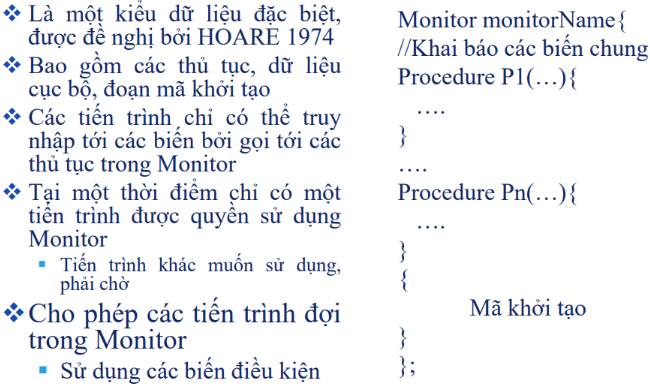 ❖ Là một kiểu dữ liệu đặc biệt,
được đề nghị bởi HOARE 1974
❖ Bao gồm các thủ tục, dữ liệu
cục bộ, đoạn mã khởi tạo
❖ Các tiến trình chỉ có thể truy
nhập tới các biến bởi gọi tới các
thủ tục trong Monitor
❖ Tại một thời điểm chỉ có một
tiến trình được quyền sử dụng
Monitor
▪ Tiến trình khác muốn sử dụng,
phải chờ
❖ Cho phép các tiến trình đợi
trong Monitor
▪ Sử dụng các biến điều kiện
Monitor monitorName{
//Khai báo các biến chung
Procedure P1(…){
….
}
….
Procedure Pn(…){
….
}
{
Mã khởi tạo
}
};